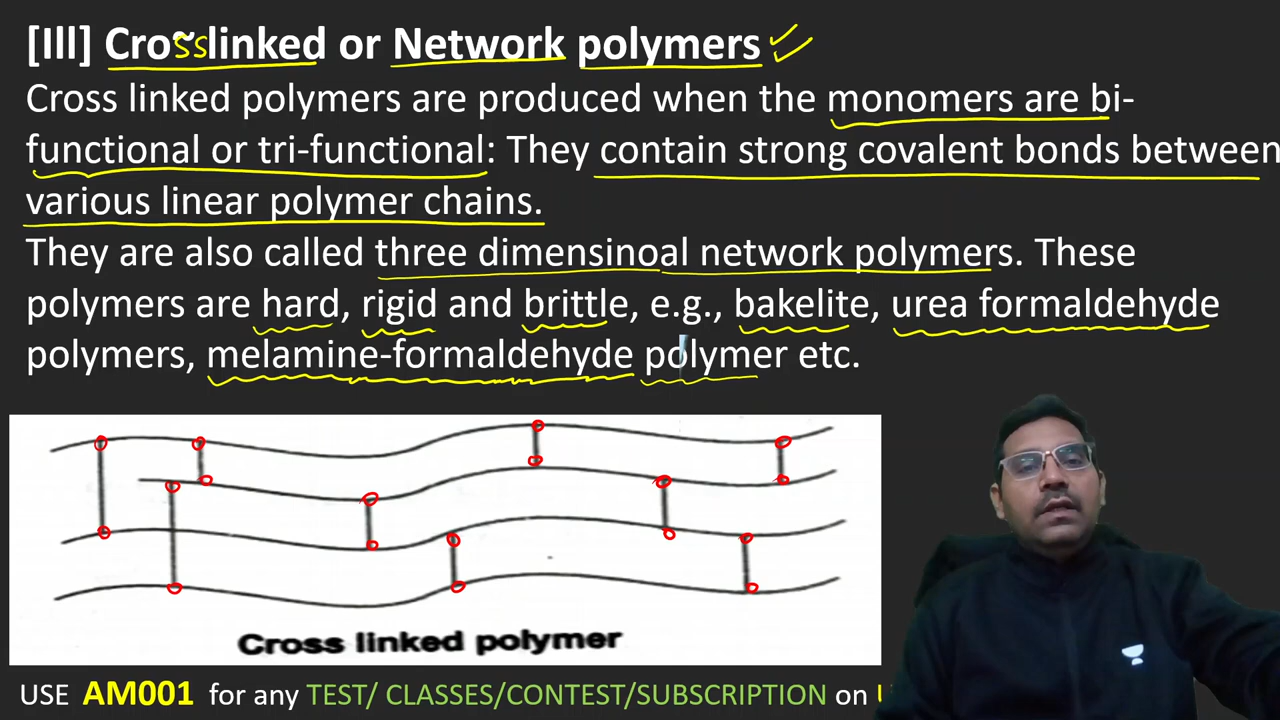 [Ill] Cross linked or Network polymers
Cross linked polymers are produced when the monomers are bi-
functional or tri-functional: They contain strong covalent bonds between
various linear polymer chains.
They are also called three dimensinoal network polymers. These
polymers are hard, rigid and brittle, e.g., bakelite, urea formaldehyde
polymers, melamine-formaldehyde polymer etc.
Cross linked polymer
USE AM001 for any TEST/ CLASSES/CONTEST/SUBSCRIPTION on